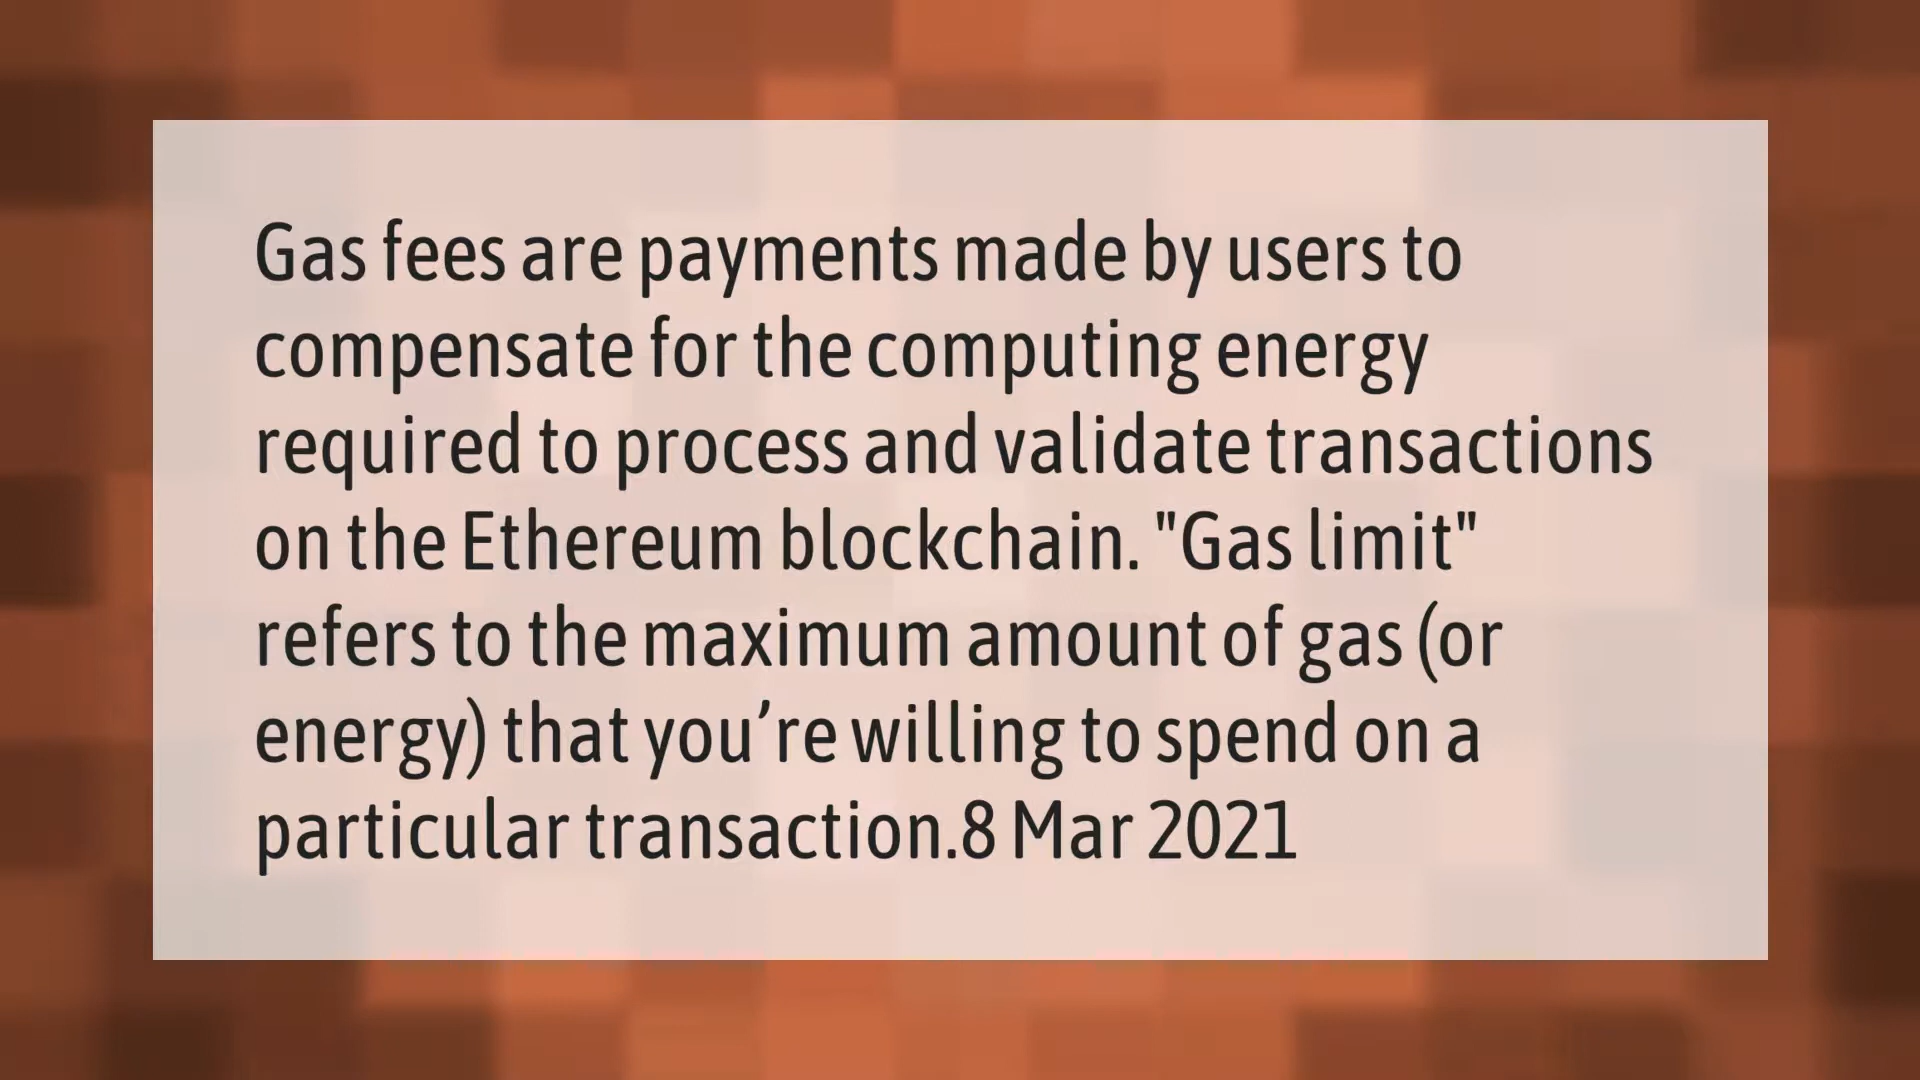 Gas fees are payments made by users to
compensate for the computing energy
required to process and validate transactions
on the Ethereum blockchain. "Gas limit"
refers to the maximum amount of gas (or
energy) that you’re willing to spend on a
particular transaction.8 Mar 2021